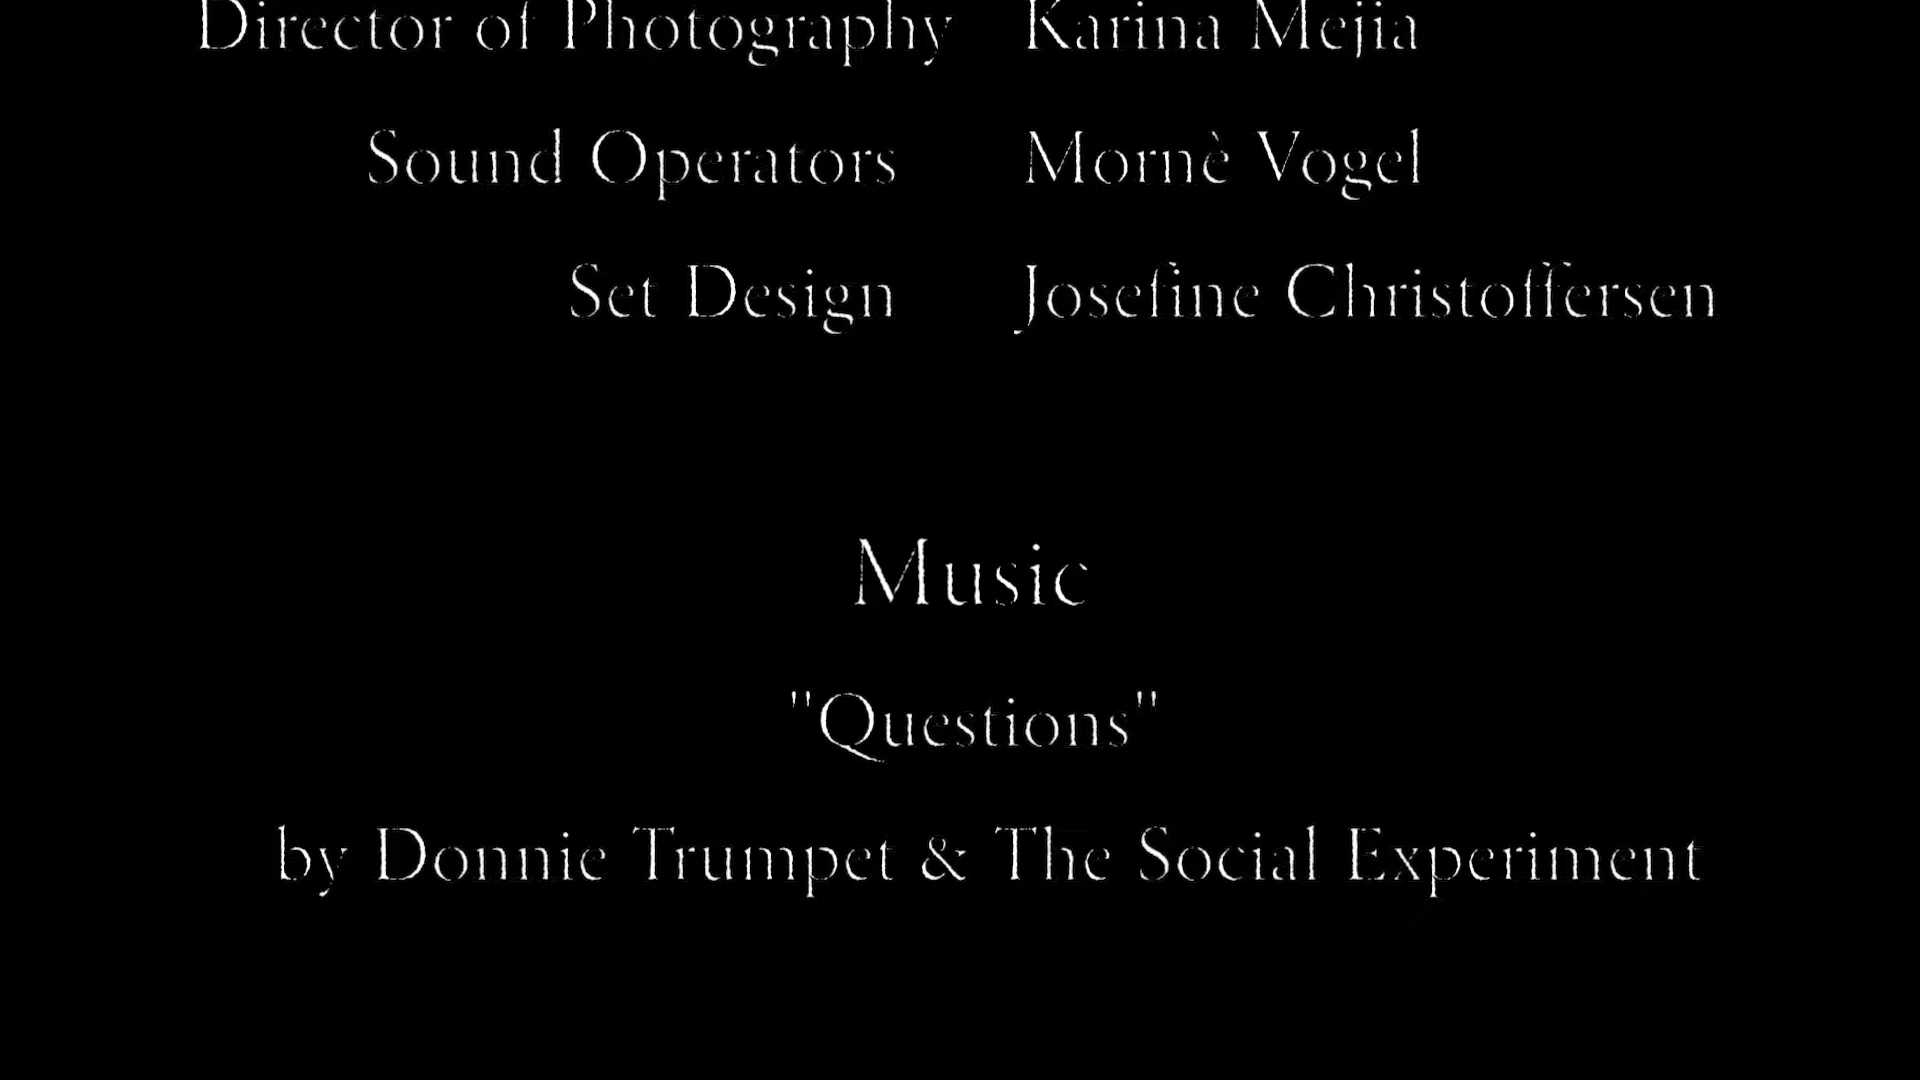 Director of Photography Karina Mejia
Sound Operators Mornè Vogel
Set Design Josefine Christoffersen
Music
"Questions"
by Donnie Trumpet & The Social Experiment